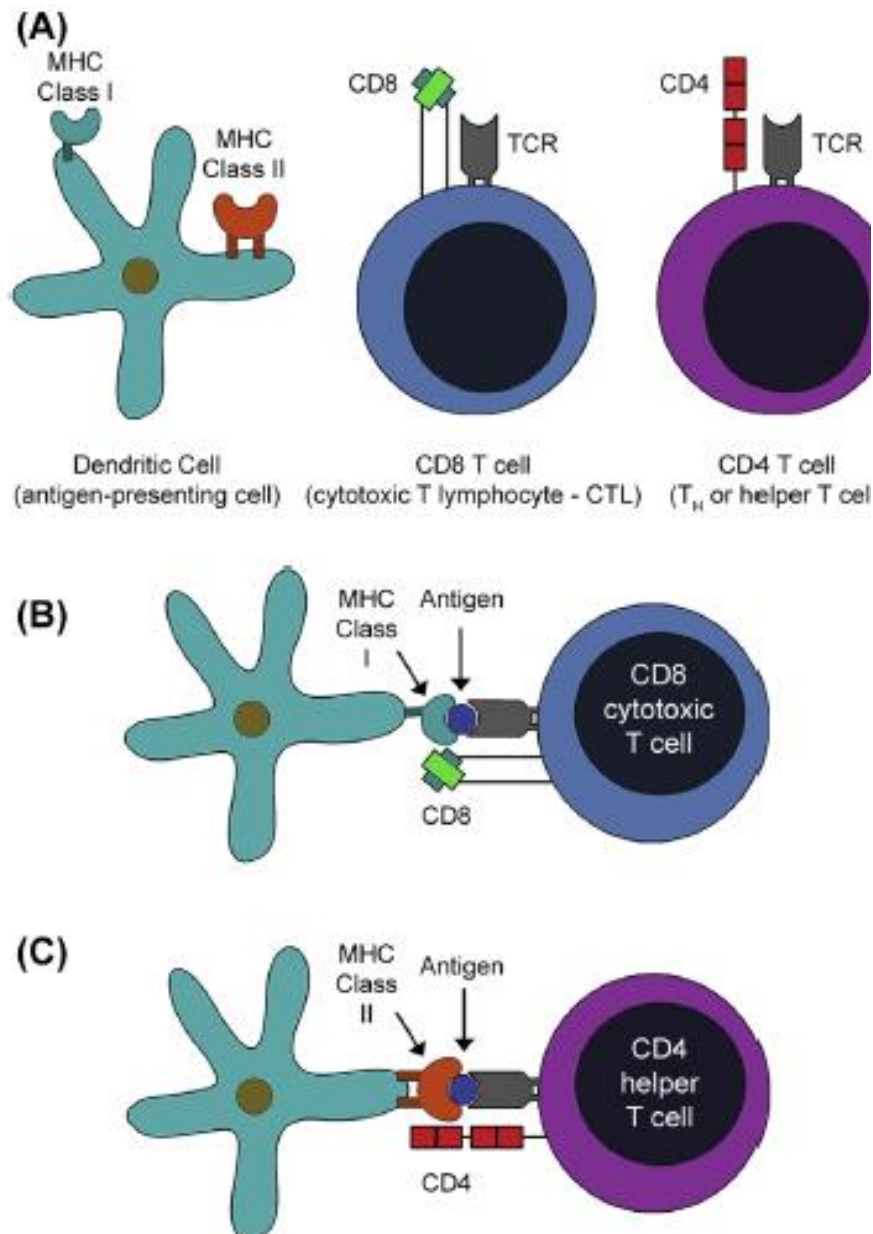 (A)
MHC
Class I
MHC
Class II
CD8
TCR
CD4
TCR
Dendritic Cell
(antigen-presenting cell)
CD8 T cell
(cytotoxic T lymphocyte - CTL)
CD4 T cell
(T_H or helper T cell
(B)
MHC
Class
I
Antigen
CD8
cytotoxic
T cell
CD8
(C)
MHC
Class
II
Antigen
CD4
helper
T cell
CD4